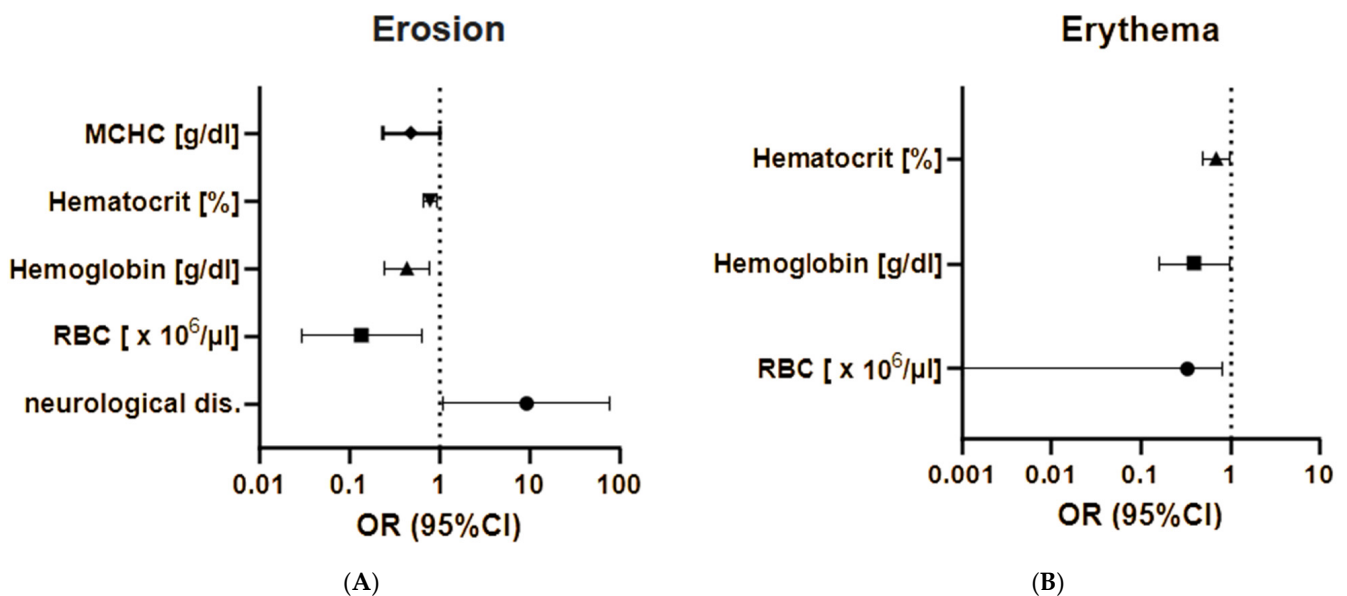 Erosion
MCHC [g/dl]
Hematocrit [%]
Hemoglobin [g/dl]
RBC [ x 10⁶/µl]
neurological dis.
0.01 0.1 1 10 100
OR (95%CI)
(A)
Erythema
Hematocrit [%]
Hemoglobin [g/dl]
RBC [ x 10⁶/µl]
0.001 0.01 0.1 1 10
OR (95%CI)
(B)